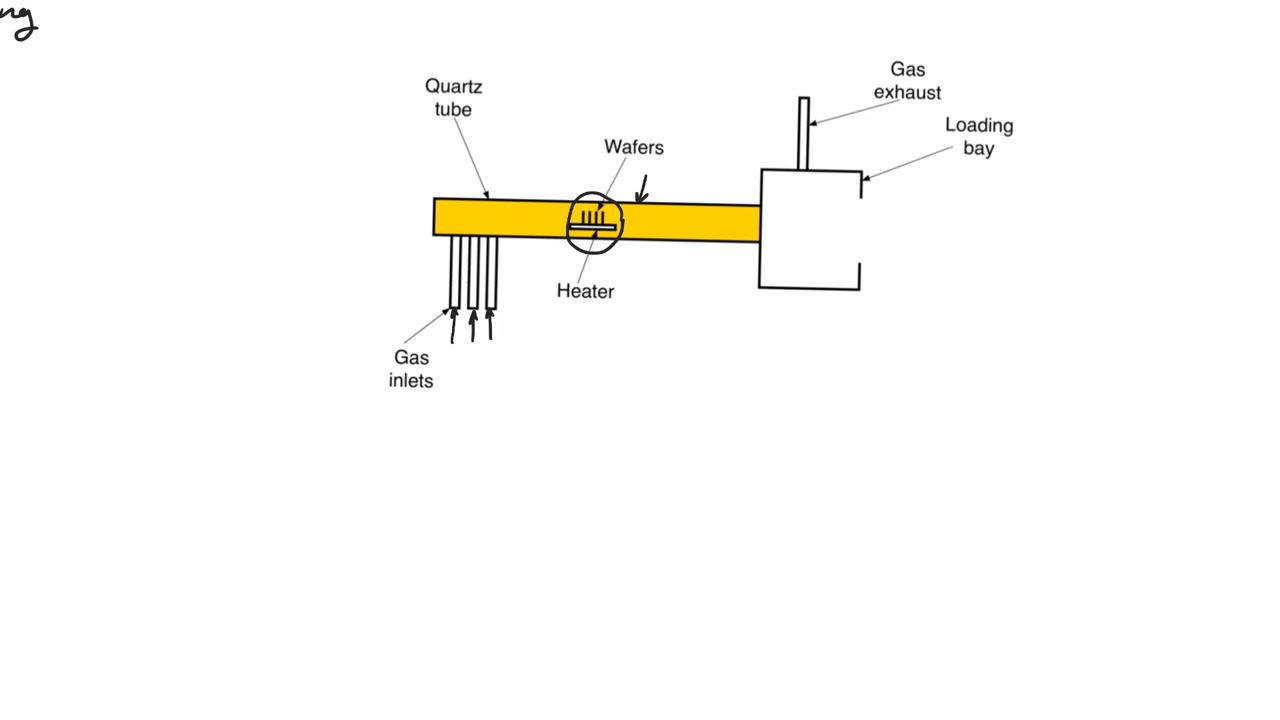 Quartz
tube
Gas
exhaust
Loading
bay
Wafers
Heater
Gas
inlets